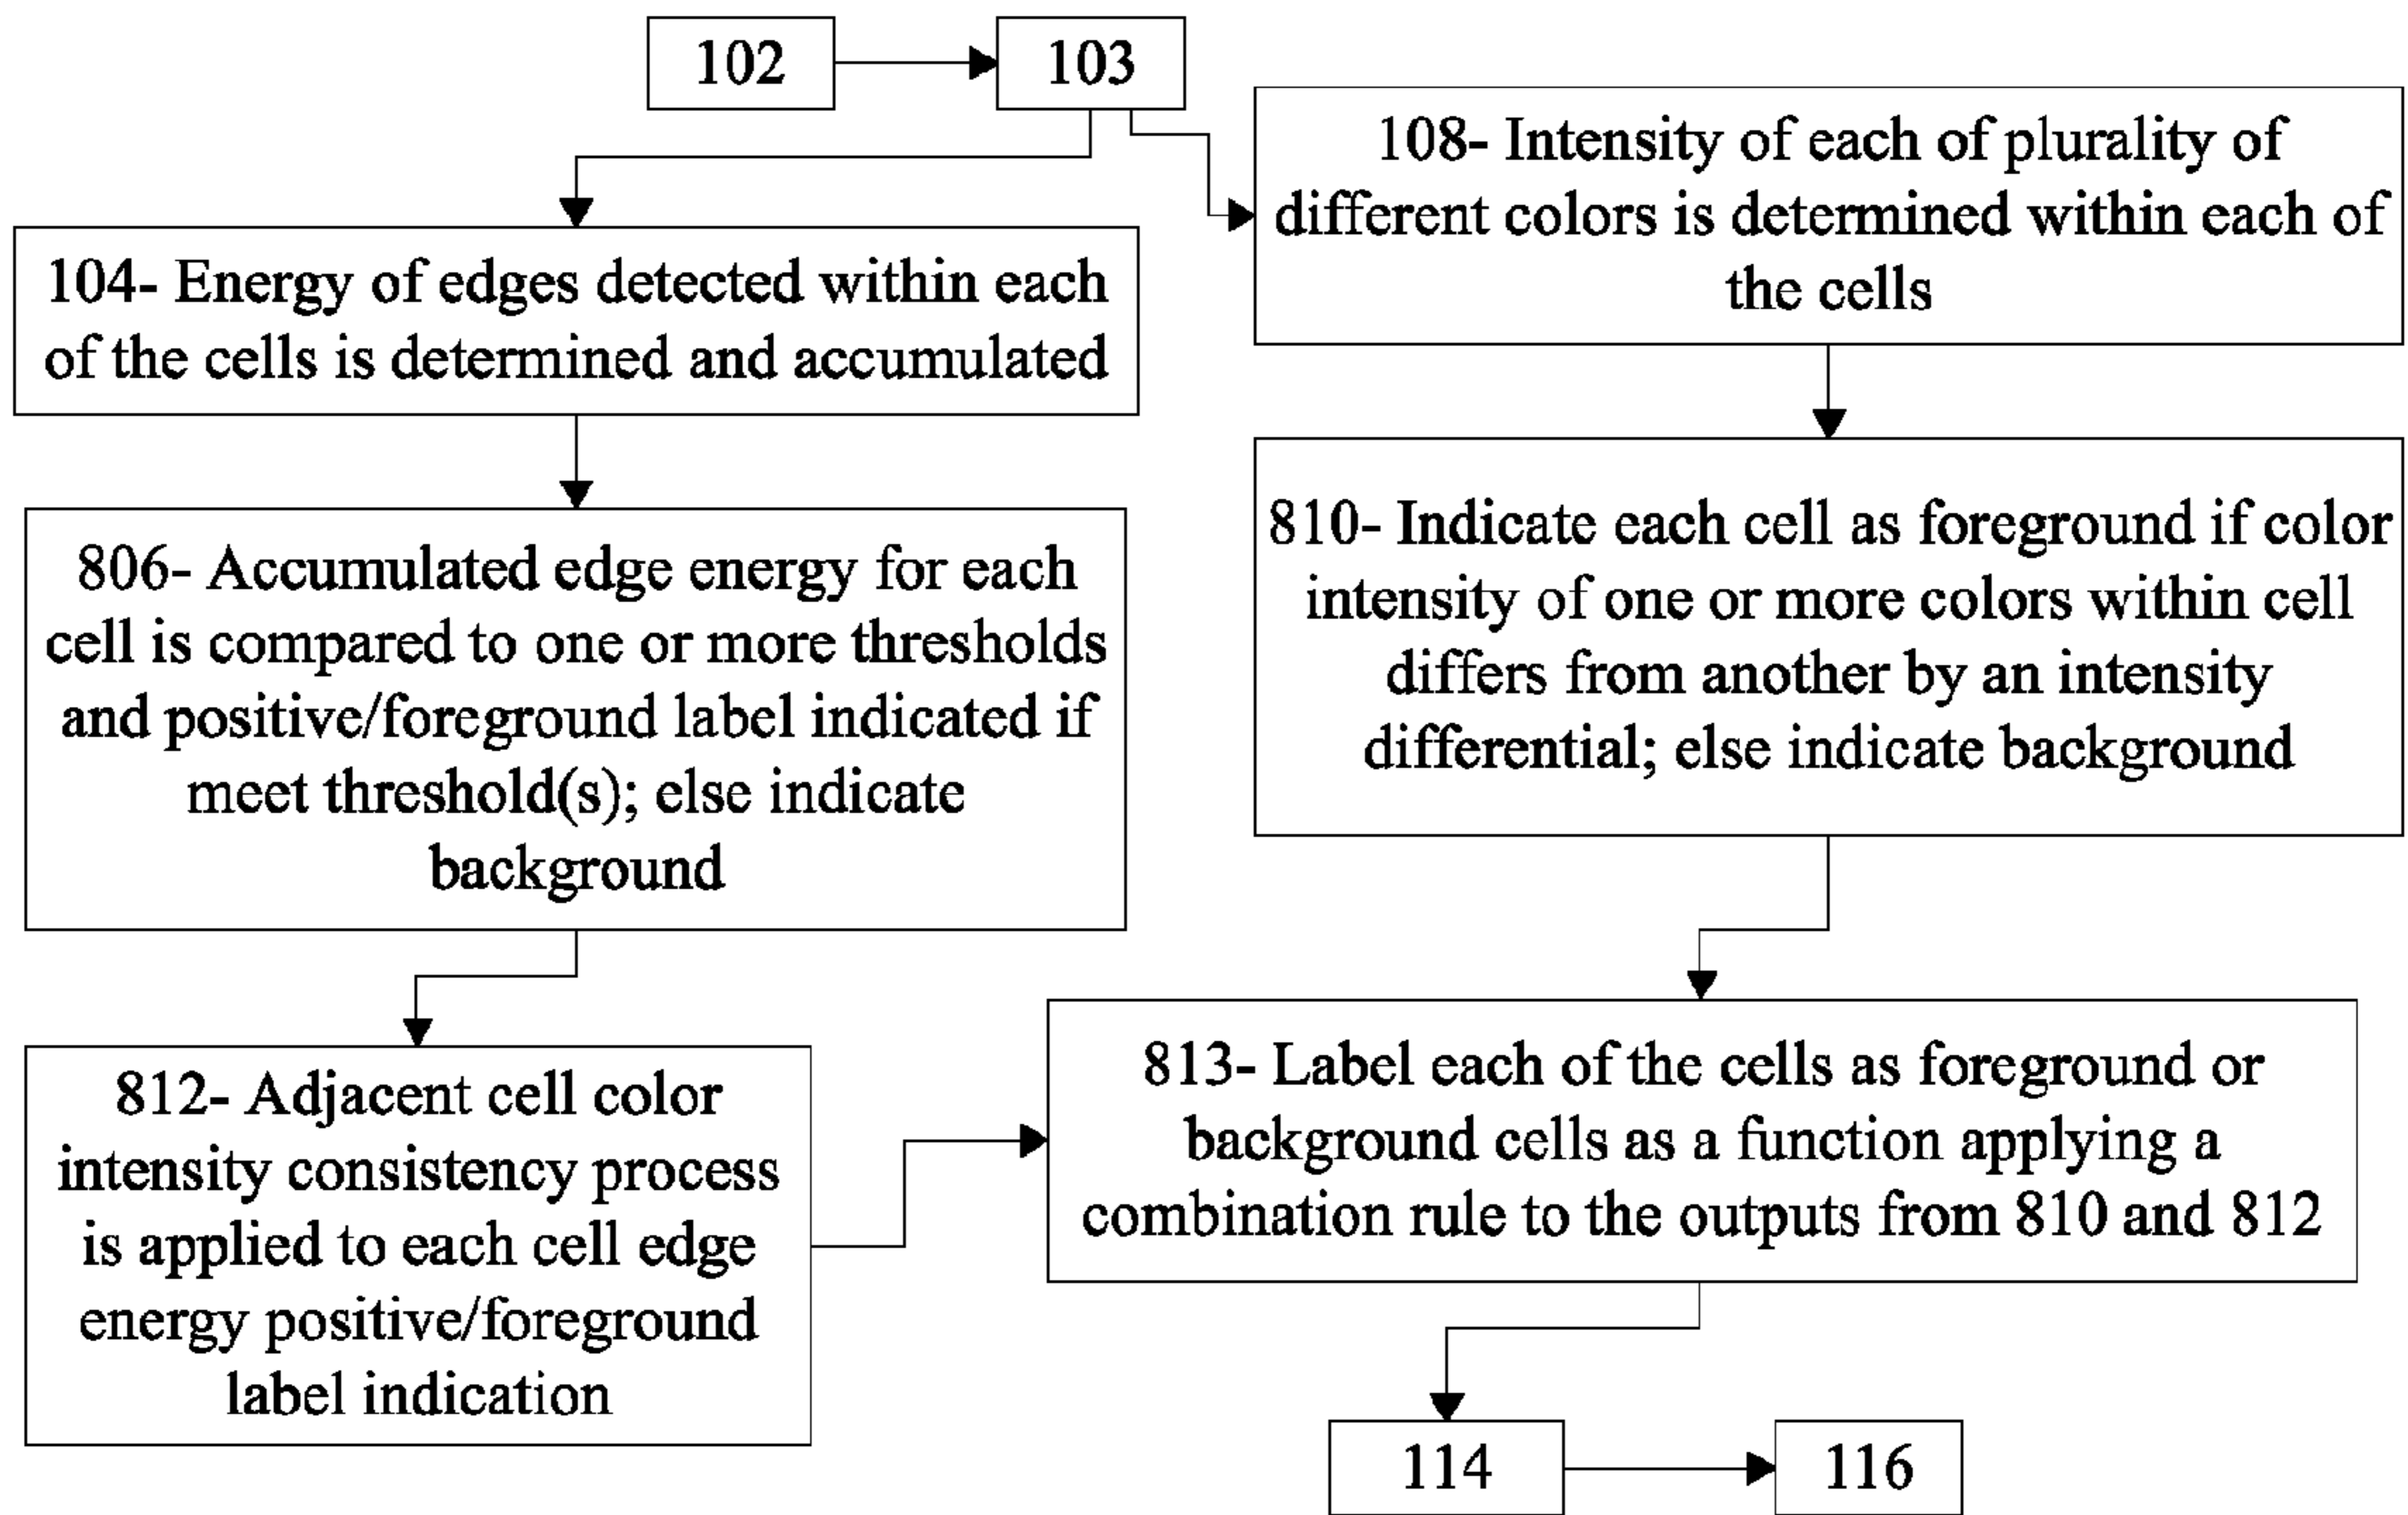 102
103
104- Energy of edges detected within each
of the cells is determined and accumulated
108- Intensity of each of plurality of
different colors is determined within each of
the cells
806- Accumulated edge energy for each
cell is compared to one or more thresholds
and positive/foreground label indicated if
meet threshold(s); else indicate
background
810- Indicate each cell as foreground if color
intensity of one or more colors within cell
differs from another by an intensity
differential; else indicate background
812- Adjacent cell color
intensity consistency process
is applied to each cell edge
energy positive/foreground
label indication
813- Label each of the cells as foreground or
background cells as a function applying a
combination rule to the outputs from 810 and 812
114
116